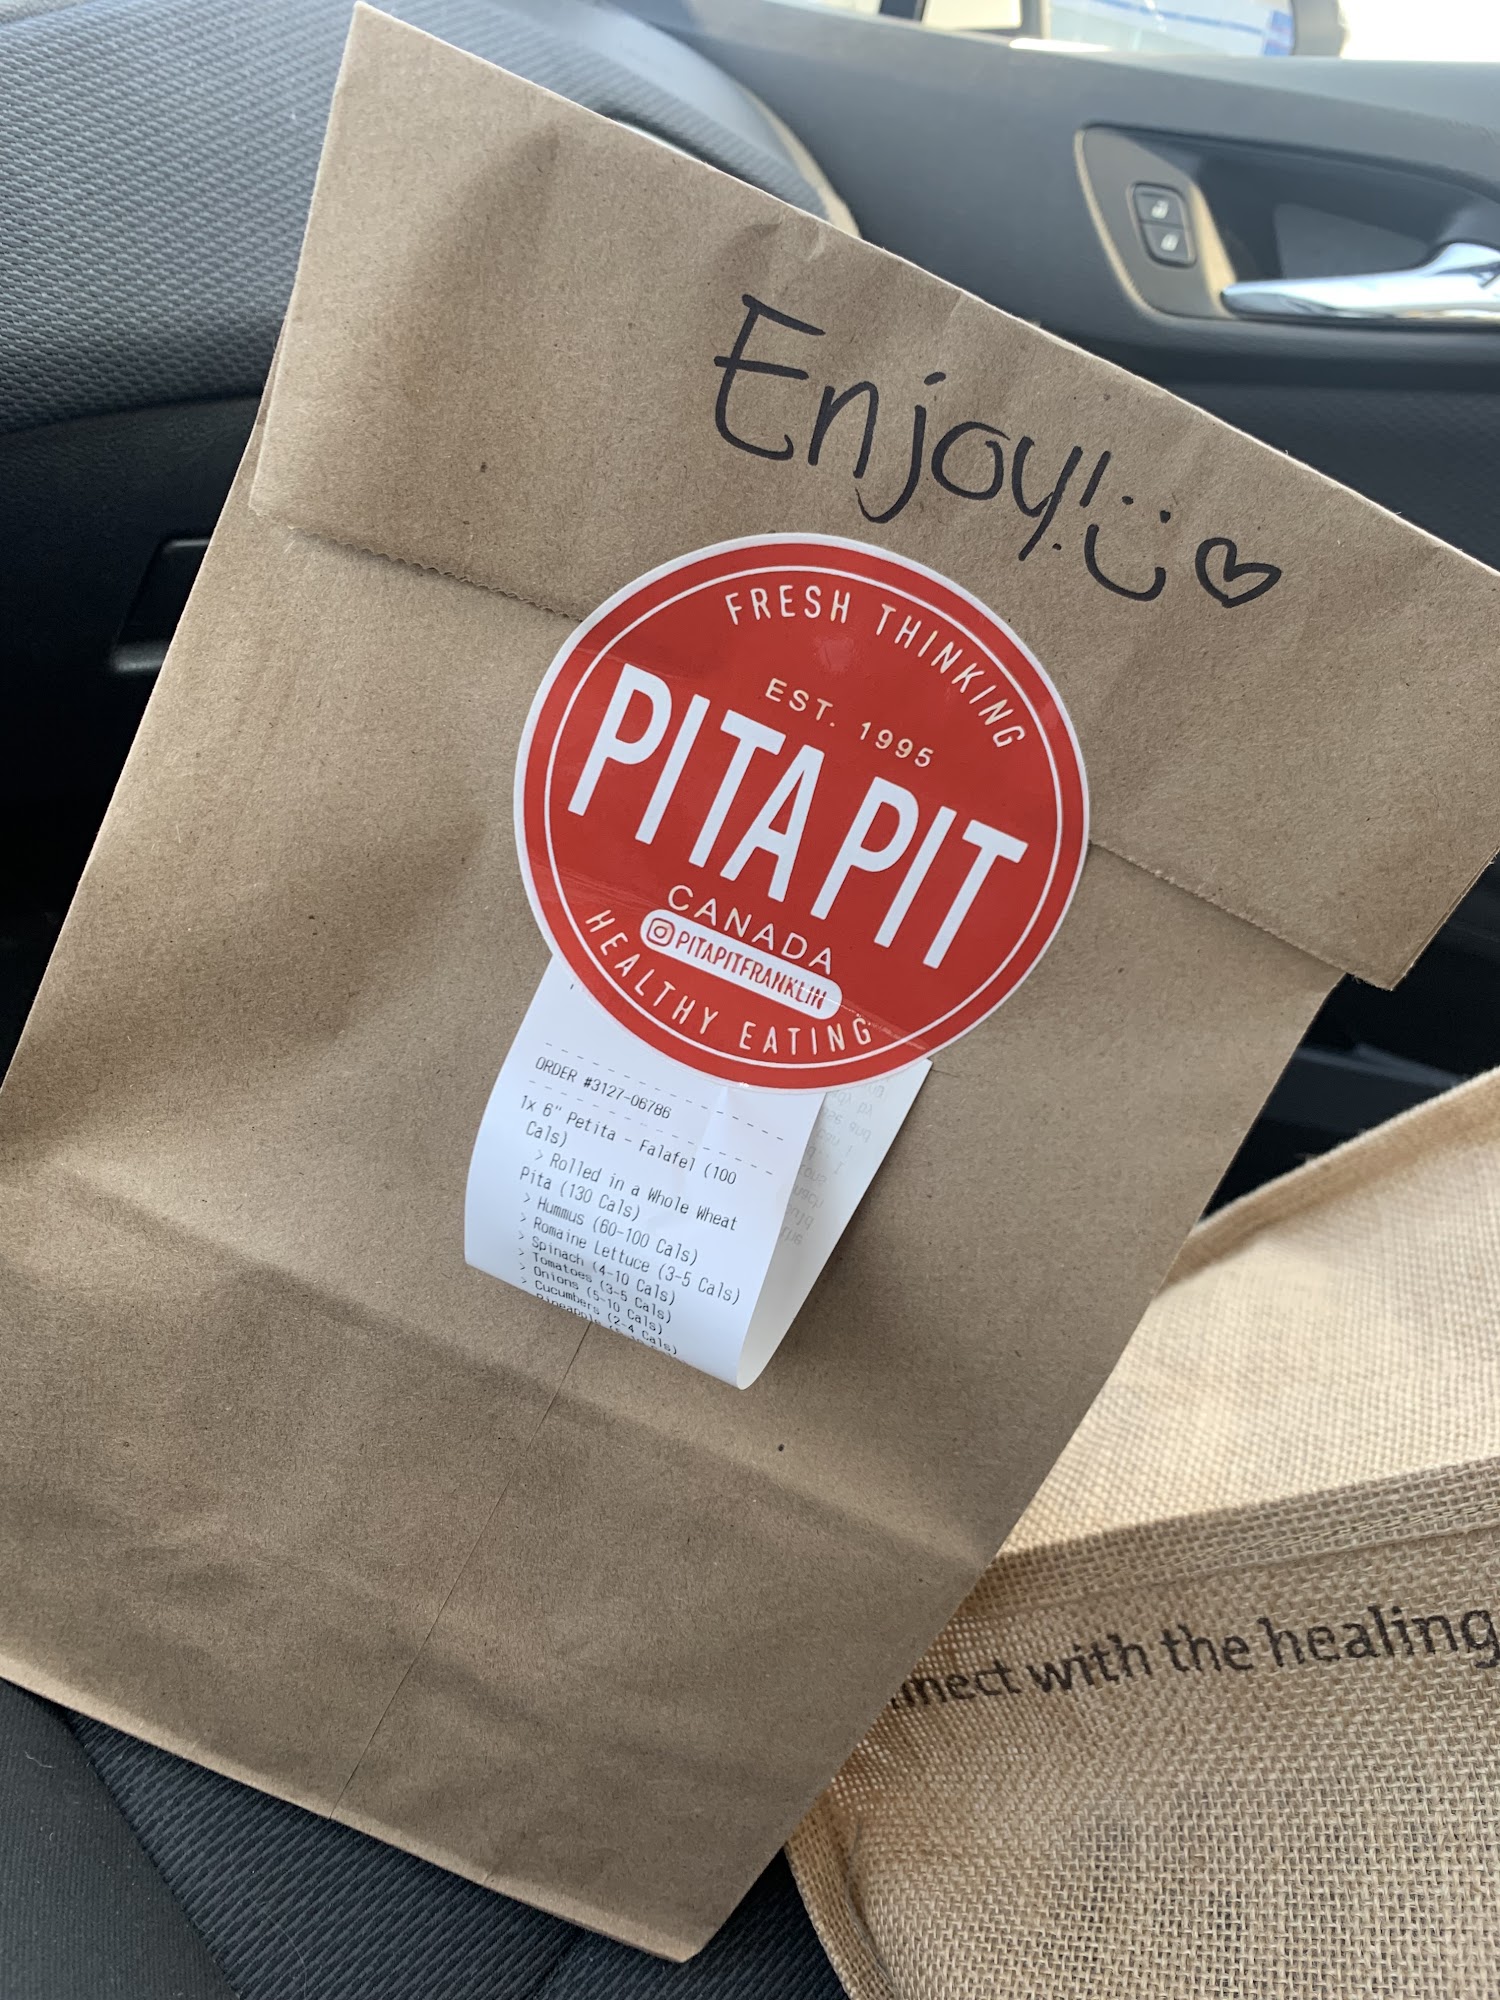 Enjoy!
FRESH THINKING
EST. 1995
PITA PIT
CANADA
PITAPITFRANKLIN
HEALTHY EATING
ORDER #3127-06786
1x 6" Petita - Falafel (100
Cals)
> Rolled in a Whole Wheat
Pita (130 Cals)
> Hummus (60-100 Cals)
> Romaine Lettuce (3-5 Cals)
> Spinach (4-10 Cals)
> Tomatoes (3-5 Cals)
> Onions (5-10 Cals)
> Cucumbers (2-4 Cals)
> Pineapple
with the healing